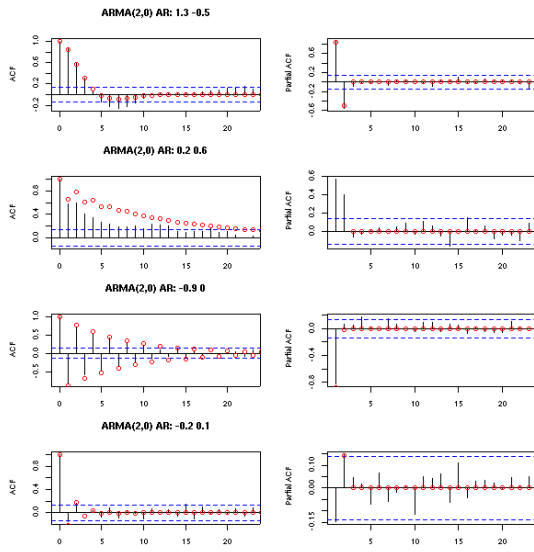 ARMA(2,0) AR: 1.3 -0.5
ACF
-0.2 0.2 0.6 1.0
0 5 10 15 20
Partial ACF
-0.6 -0.2 0.2 0.6
5 10 15 20
ARMA(2,0) AR: 0.2 0.6
ACF
0.0 0.4 0.8
0 5 10 15 20
Partial ACF
0.0 0.2 0.4 0.6
5 10 15 20
ARMA(2,0) AR: -0.9 0
ACF
-0.5 0.0 0.5 1.0
0 5 10 15 20
Partial ACF
-0.8 -0.4 0.0
5 10 15 20
ARMA(2,0) AR: -0.2 0.1
ACF
0.0 0.4 0.8
0 5 10 15 20
Partial ACF
-0.15 0.00 0.10
5 10 15 20